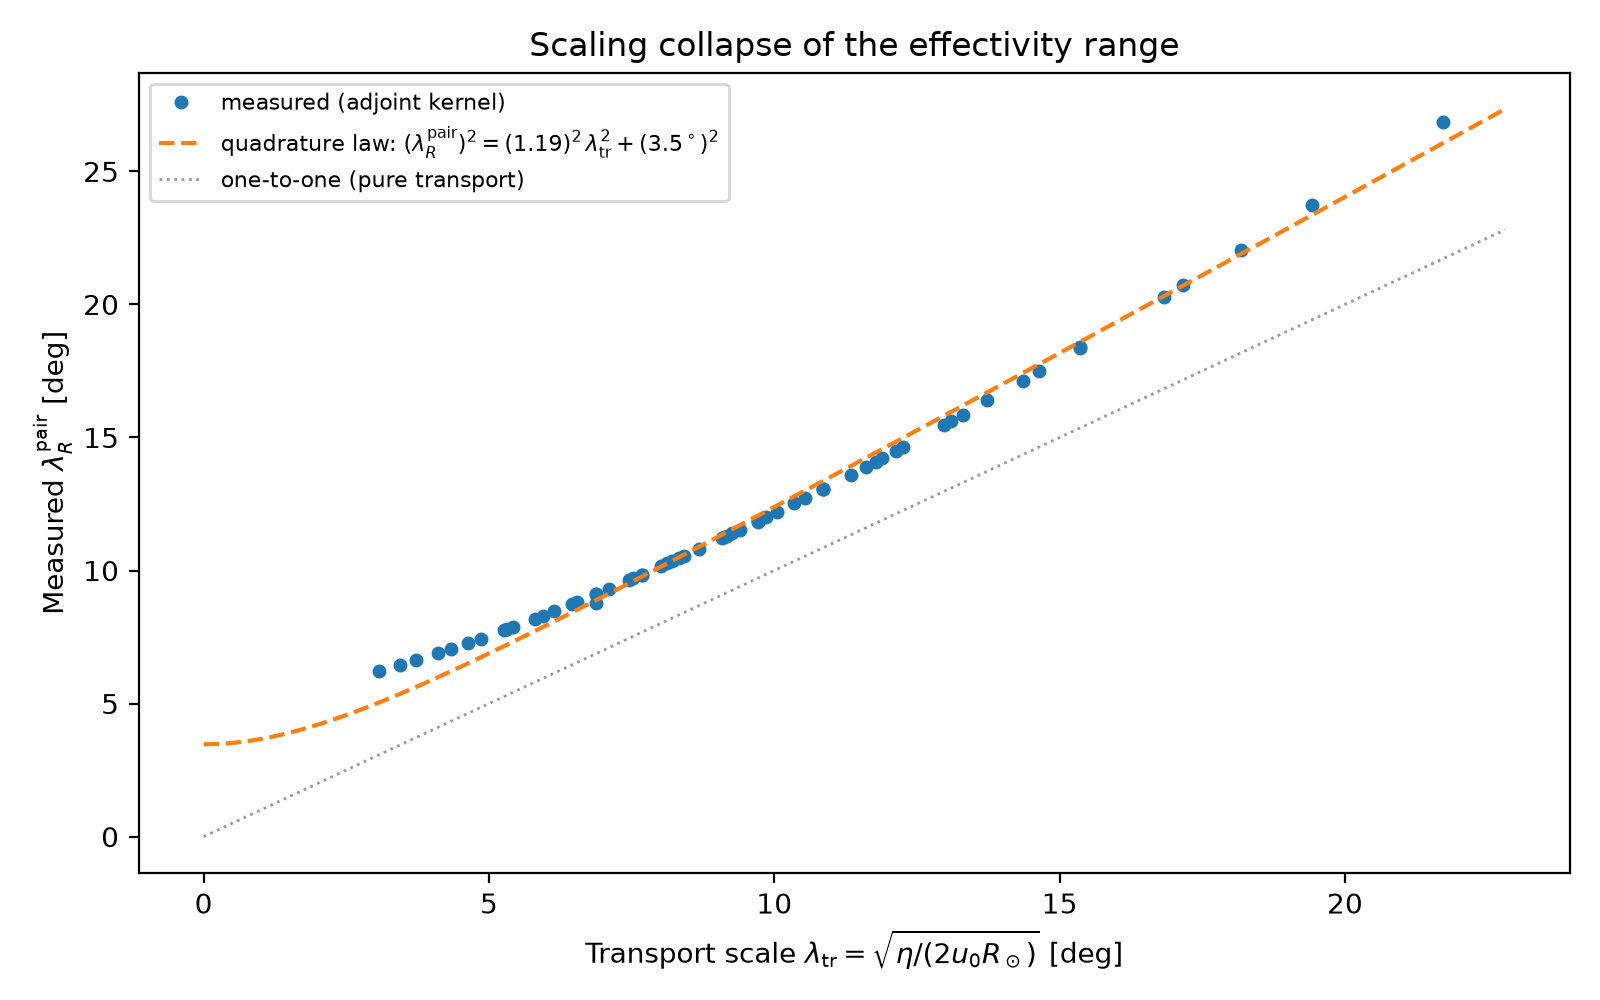 Scaling collapse of the effectivity range
measured (adjoint kernel)
quadrature law: (λ_R^pair)² = (1.19)² λ_tr² + (3.5°)²
one-to-one (pure transport)
Measured λ_R^pair [deg]
25
20
15
10
5
0
0 5 10 15 20
Transport scale λ_tr = √η/(2u₀R_⊙) [deg]